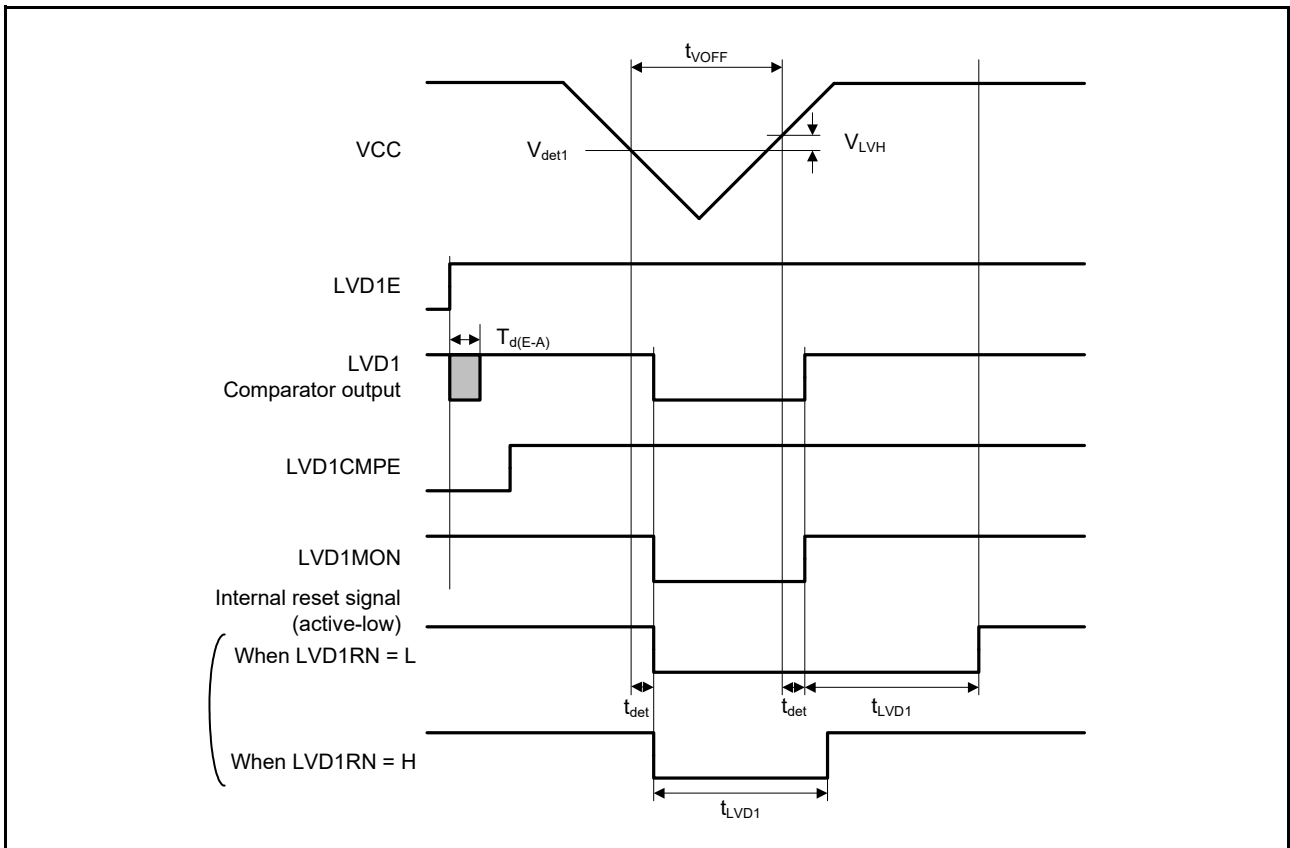 tVOFF
VCC
Vdet1
VLVH
LVD1E
Td(E-A)
LVD1
Comparator output
LVD1CMPE
LVD1MON
Internal reset signal
(active-low)
When LVD1RN = L
tdet
tdet
tLVD1
When LVD1RN = H
tLVD1